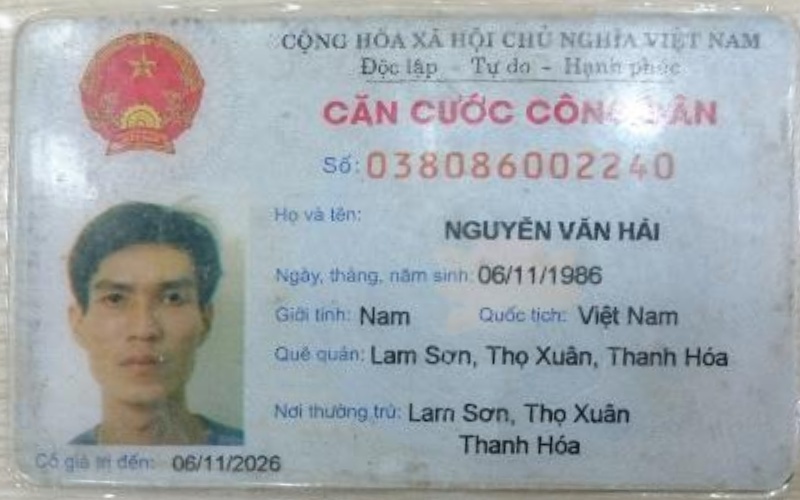 CỘNG HÒA XÃ HỘI CHỦ NGHĨA VIỆT NAM
Độc lập - Tự do - Hạnh phúc
CĂN CƯỚC CÔNG DÂN
Số: 038086002240
Họ và tên:
NGUYỄN VĂN HẢI
Ngày, tháng, năm sinh: 06/11/1986
Giới tính: Nam Quốc tịch: Việt Nam
Quê quán: Lam Sơn, Thọ Xuân, Thanh Hóa
Nơi thường trú: Lam Sơn, Thọ Xuân
Thanh Hóa
Có giá trị đến: 06/11/2026